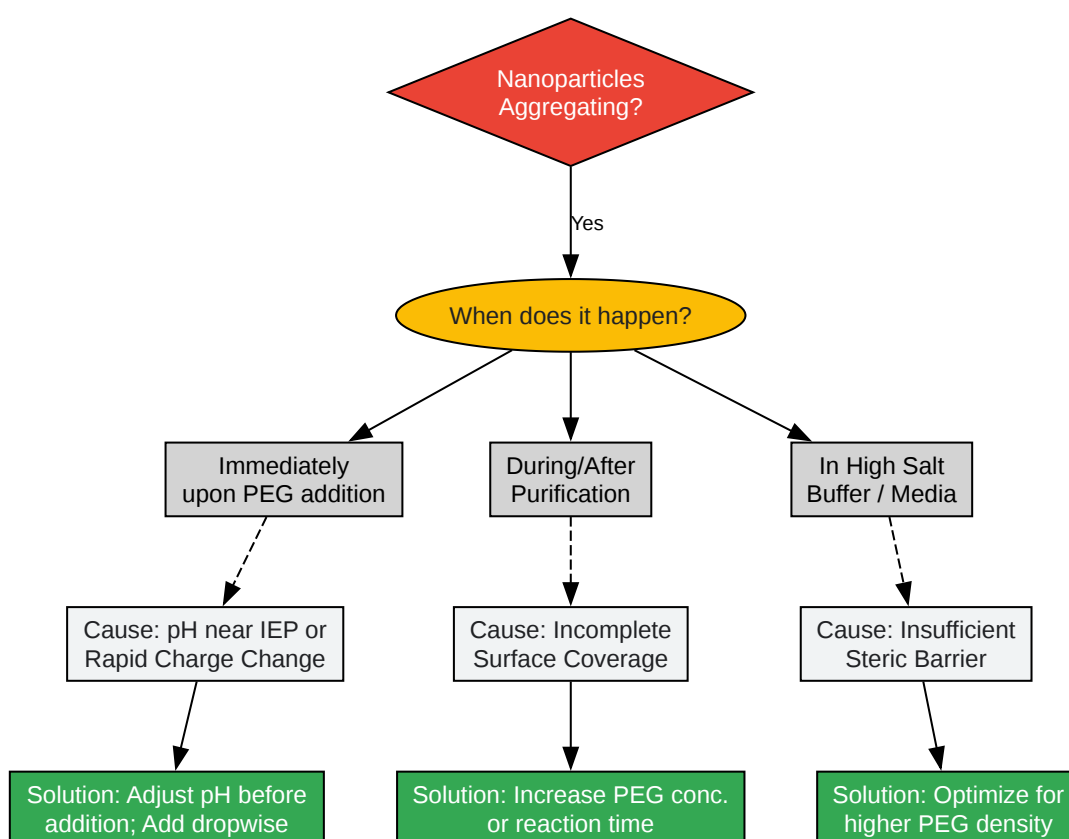 Nanoparticles
Aggregating?
Yes
When does it happen?
Immediately
upon PEG addition
During/After
Purification
In High Salt
Buffer / Media
Cause: pH near IEP or
Rapid Charge Change
Cause: Incomplete
Surface Coverage
Cause: Insufficient
Steric Barrier
Solution: Adjust pH before
addition; Add dropwise
Solution: Increase PEG conc.
or reaction time
Solution: Optimize for
higher PEG density